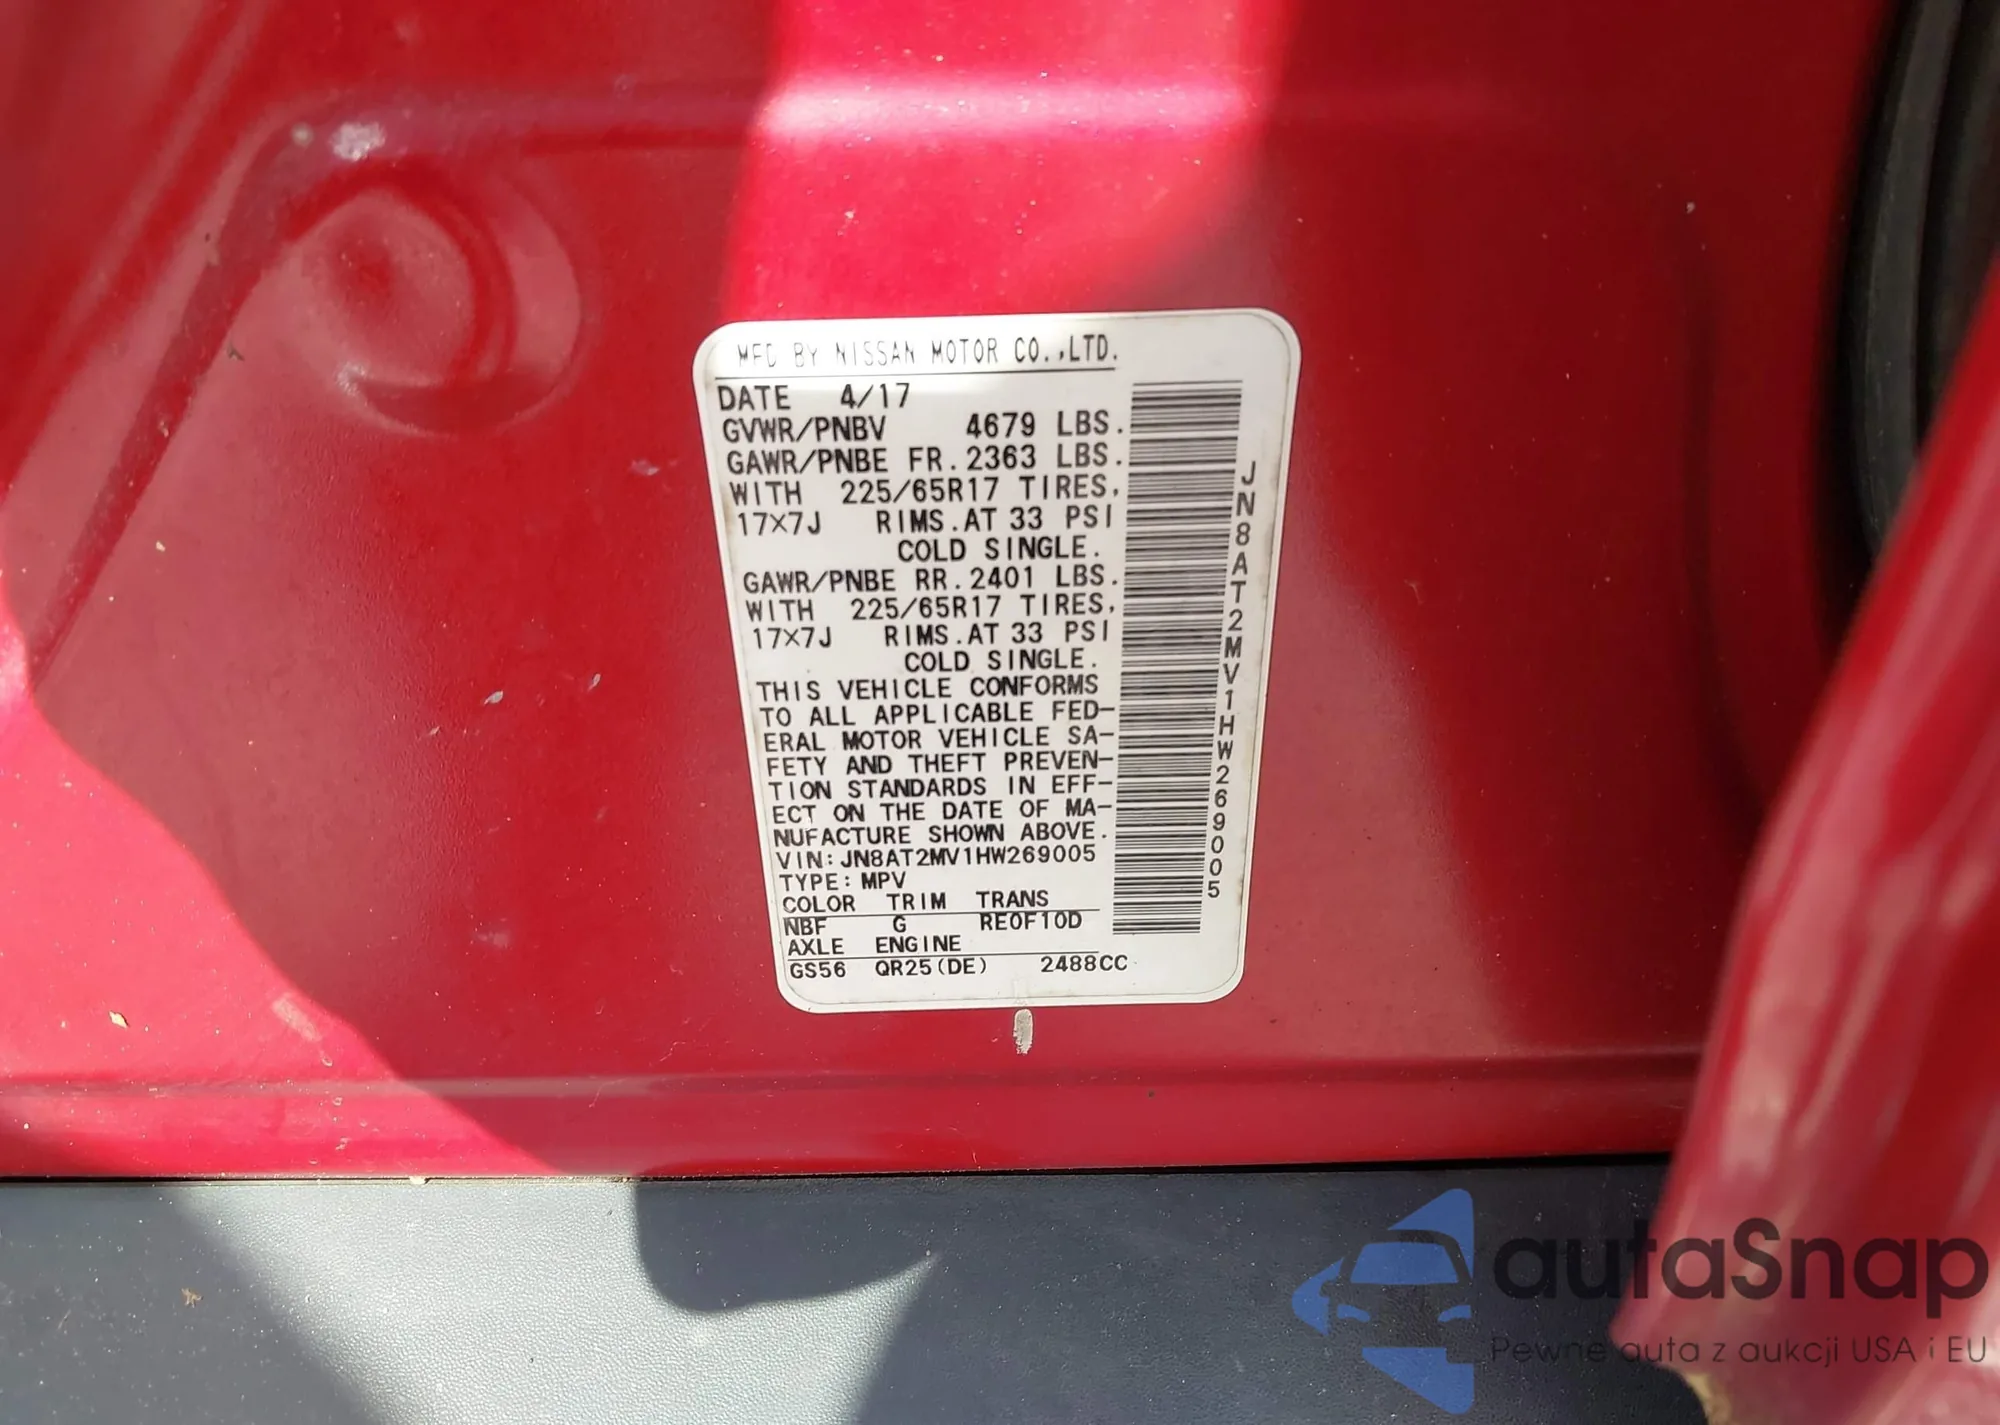 MFD BY NISSAN MOTOR CO.,LTD.
DATE 4/17
GVWR/PNBV 4679 LBS.
GAWR/PNBE FR.2363 LBS.
WITH 225/65R17 TIRES,
17×7J RIMS.AT 33 PSI
COLD SINGLE.
GAWR/PNBE RR.2401 LBS.
WITH 225/65R17 TIRES,
17×7J RIMS.AT 33 PSI
COLD SINGLE.
THIS VEHICLE CONFORMS
TO ALL APPLICABLE FED-
ERAL MOTOR VEHICLE SA-
FETY AND THEFT PREVEN-
TION STANDARDS IN EFF-
ECT ON THE DATE OF MA-
NUFACTURE SHOWN ABOVE.
VIN:JN8AT2MV1HW269005
TYPE:MPV
COLOR TRIM TRANS
NBF G RE0F10D
AXLE ENGINE
GS56 QR25(DE) 2488CC
JN8AT2MV1HW269005
autaSnap
Pewne auta z aukcji USA i EU